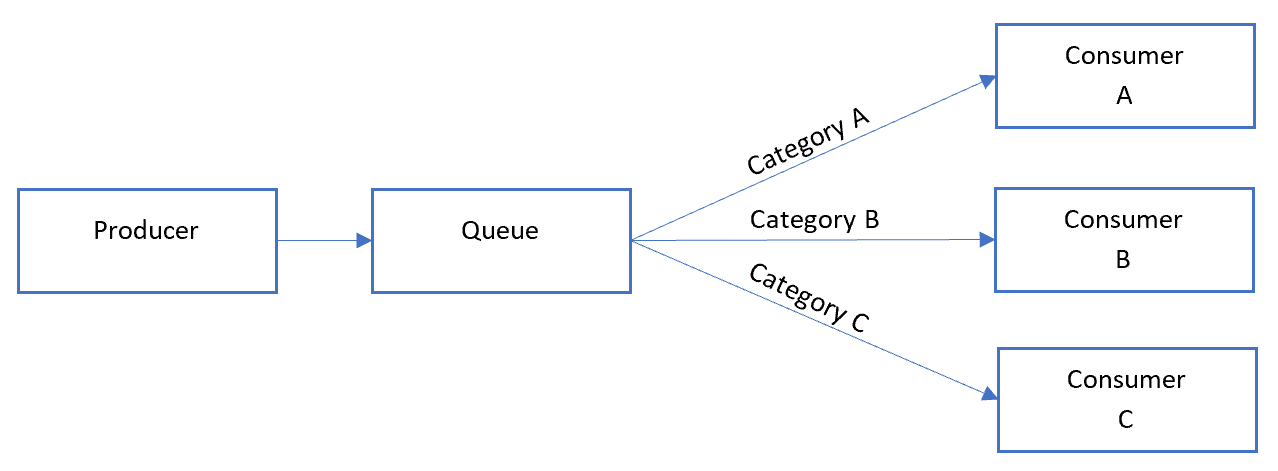 Producer
Queue
Category A
Category B
Category C
Consumer
A
Consumer
B
Consumer
C